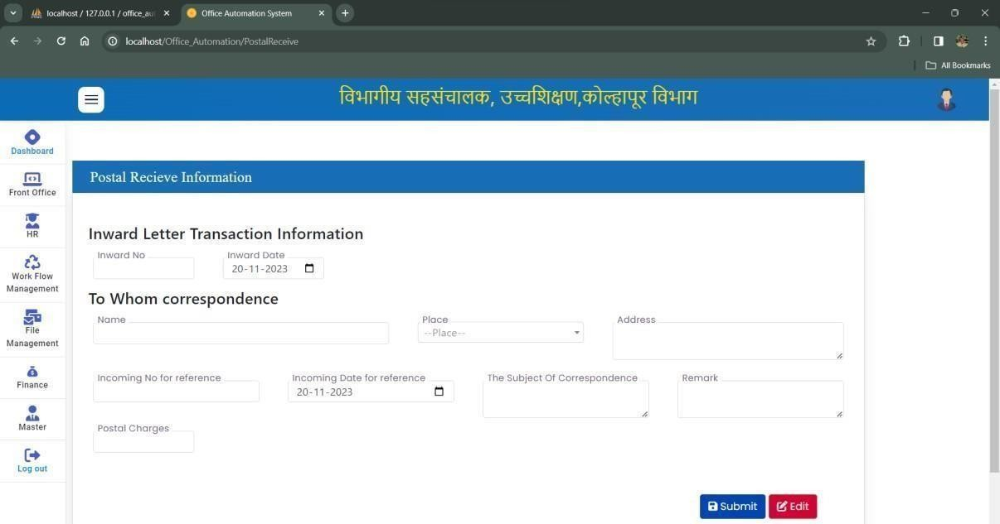 localhost / 127.0.0.1 / office_au
Office Automation System
localhost/Office_Automation/PostalReceive
All Bookmarks
विभागीय सहसंचालक, उच्चशिक्षण,कोल्हापूर विभाग
Dashboard
Front Office
HR
Work Flow
Management
File
Management
Finance
Master
Log out
Postal Recieve Information
Inward Letter Transaction Information
Inward No
Inward Date
20-11-2023
To Whom correspondence
Name
Place
--Place--
Address
Incoming No for reference
Incoming Date for reference
20-11-2023
The Subject Of Correspondence
Remark
Postal Charges
Submit
Edit